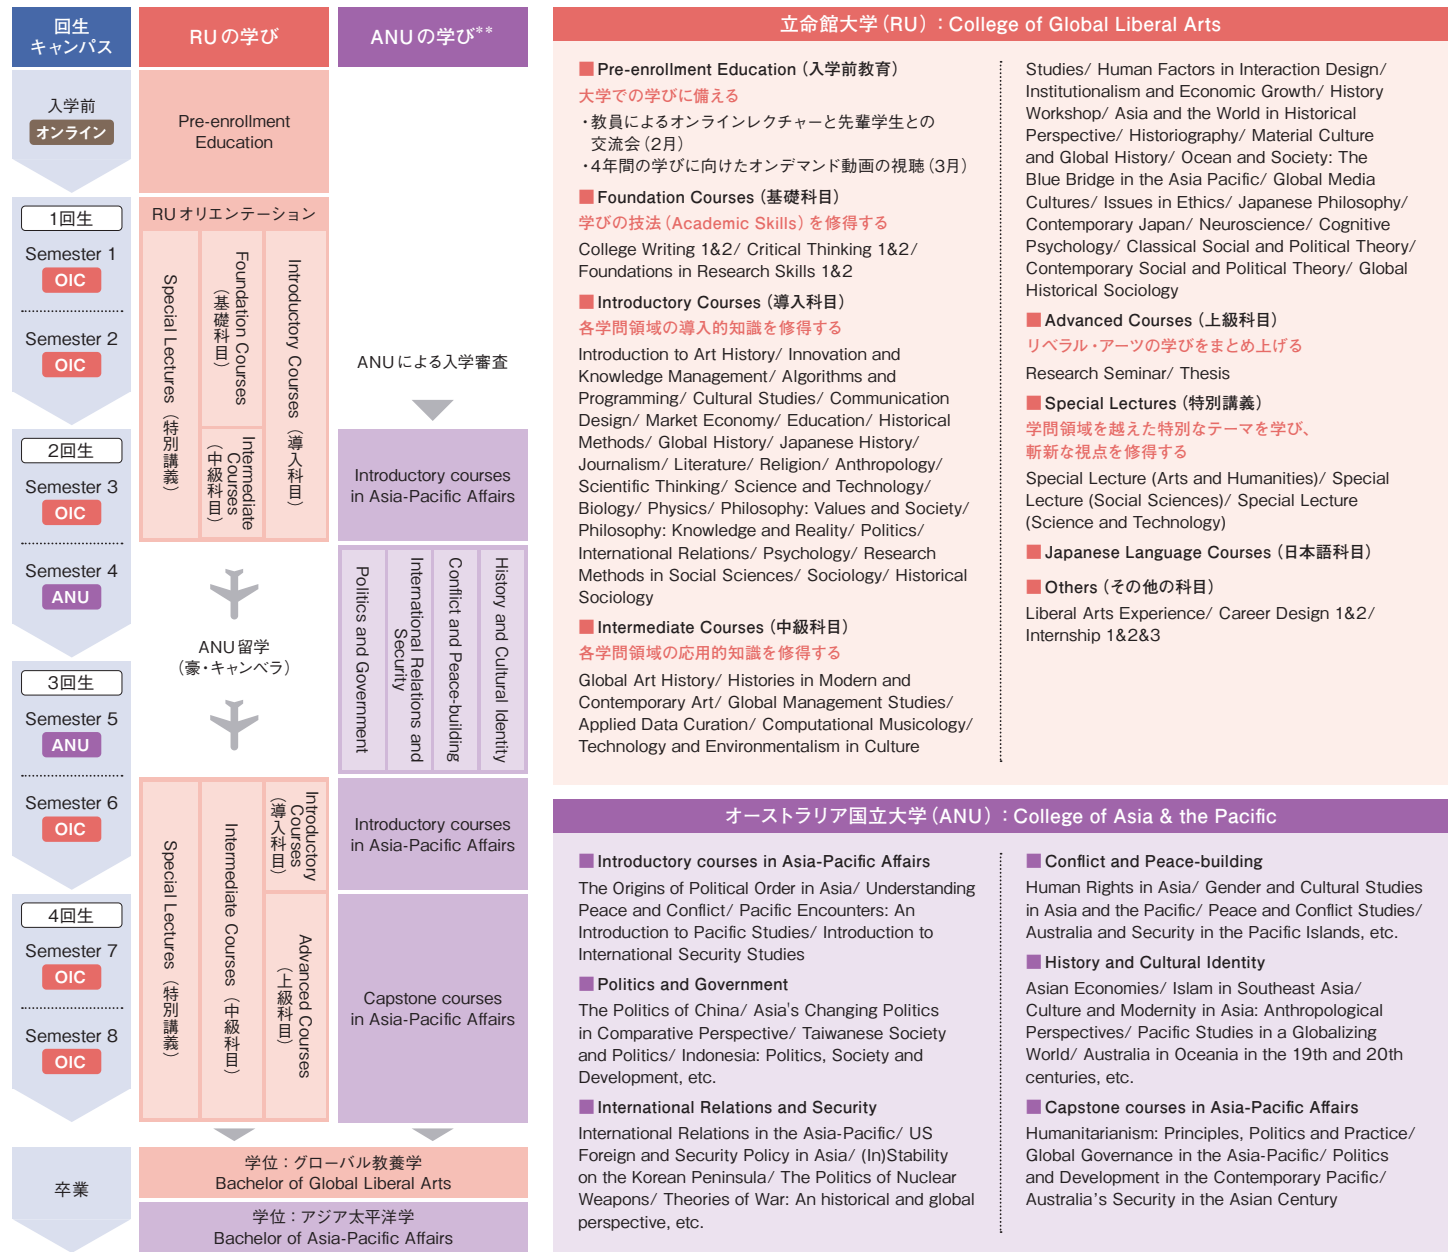 回生
キャンパス
RUの学び
ANUの学び**
入学前
オンライン
Pre-enrollment
Education
1回生
Semester 1
OIC
Semester 2
OIC
2回生
Semester 3
OIC
Semester 4
ANU
3回生
Semester 5
ANU
Semester 6
OIC
4回生
Semester 7
OIC
Semester 8
OIC
卒業
RUオリエンテーション
Special Lectures（特別講義）
Foundation Courses
（基礎科目）
Intermediate
Courses
（中級科目）
Introductory Courses（導入科目）
ANU留学
（豪・キャンベラ）
Special Lectures（特別講義）
Intermediate Courses（中級科目）
Introductory
Courses
（導入科目）
Advanced Courses
（上級科目）
ANUによる入学審査
Introductory courses
in Asia-Pacific Affairs
Politics and Government
International Relations and
Security
Conflict and Peace-building
History and Cultural Identity
Introductory courses
in Asia-Pacific Affairs
Capstone courses
in Asia-Pacific Affairs
学位：グローバル教養学
Bachelor of Global Liberal Arts
学位：アジア太平洋学
Bachelor of Asia-Pacific Affairs
立命館大学（RU）：College of Global Liberal Arts
■Pre-enrollment Education（入学前教育）
大学での学びに備える
・教員によるオンラインレクチャーと先輩学生との
交流会（2月）
・4年間の学びに向けたオンデマンド動画の視聴（3月）
■Foundation Courses（基礎科目）
学びの技法（Academic Skills）を修得する
College Writing 1&2/ Critical Thinking 1&2/
Foundations in Research Skills 1&2
■Introductory Courses（導入科目）
各学問領域の導入的知識を修得する
Introduction to Art History/ Innovation and
Knowledge Management/ Algorithms and
Programming/ Cultural Studies/ Communication
Design/ Market Economy/ Education/ Historical
Methods/ Global History/ Japanese History/
Journalism/ Literature/ Religion/ Anthropology/
Scientific Thinking/ Science and Technology/
Biology/ Physics/ Philosophy: Values and Society/
Philosophy: Knowledge and Reality/ Politics/
International Relations/ Psychology/ Research
Methods in Social Sciences/ Sociology/ Historical
Sociology
■Intermediate Courses（中級科目）
各学問領域の応用的知識を修得する
Global Art History/ Histories in Modern and
Contemporary Art/ Global Management Studies/
Applied Data Curation/ Computational Musicology/
Technology and Environmentalism in Culture
Studies/ Human Factors in Interaction Design/
Institutionalism and Economic Growth/ History
Workshop/ Asia and the World in Historical
Perspective/ Historiography/ Material Culture
and Global History/ Ocean and Society: The
Blue Bridge in the Asia Pacific/ Global Media
Cultures/ Issues in Ethics/ Japanese Philosophy/
Contemporary Japan/ Neuroscience/ Cognitive
Psychology/ Classical Social and Political Theory/
Contemporary Social and Political Theory/ Global
Historical Sociology
■Advanced Courses（上級科目）
リベラル・アーツの学びをまとめ上げる
Research Seminar/ Thesis
■Special Lectures（特別講義）
学問領域を越えた特別なテーマを学び、
斬新な視点を修得する
Special Lecture (Arts and Humanities)/ Special
Lecture (Social Sciences)/ Special Lecture
(Science and Technology)
■Japanese Language Courses（日本語科目）
■Others（その他の科目）
Liberal Arts Experience/ Career Design 1&2/
Internship 1&2&3
オーストラリア国立大学（ANU）：College of Asia & the Pacific
■Introductory courses in Asia-Pacific Affairs
The Origins of Political Order in Asia/ Understanding
Peace and Conflict/ Pacific Encounters: An
Introduction to Pacific Studies/ Introduction to
International Security Studies
■Politics and Government
The Politics of China/ Asia's Changing Politics
in Comparative Perspective/ Taiwanese Society
and Politics/ Indonesia: Politics, Society and
Development, etc.
■International Relations and Security
International Relations in the Asia-Pacific/ US
Foreign and Security Policy in Asia/ (In)Stability
on the Korean Peninsula/ The Politics of Nuclear
Weapons/ Theories of War: An historical and global
perspective, etc.
■Conflict and Peace-building
Human Rights in Asia/ Gender and Cultural Studies
in Asia and the Pacific/ Peace and Conflict Studies/
Australia and Security in the Pacific Islands, etc.
■History and Cultural Identity
Asian Economies/ Islam in Southeast Asia/
Culture and Modernity in Asia: Anthropological
Perspectives/ Pacific Studies in a Globalizing
World/ Australia in Oceania in the 19th and 20th
centuries, etc.
■Capstone courses in Asia-Pacific Affairs
Humanitarianism: Principles, Politics and Practice/
Global Governance in the Asia-Pacific/ Politics
and Development in the Contemporary Pacific/
Australia's Security in the Asian Century